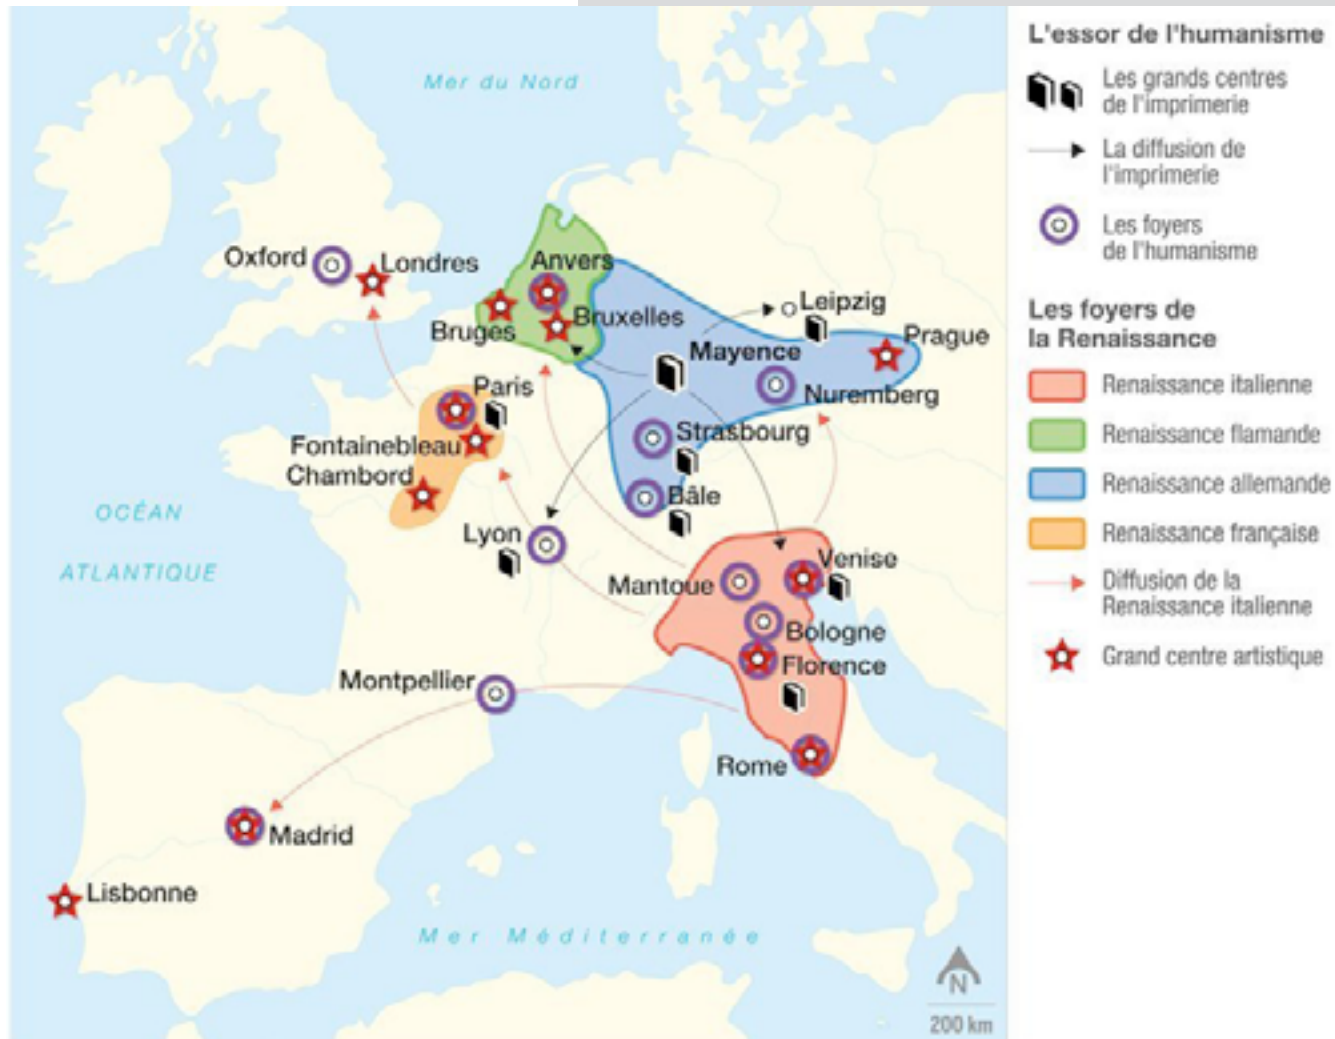 Mer du Nord
Oxford
Londres
Anvers
Bruges
Bruxelles
Leipzig
Mayence
Prague
Nuremberg
Paris
Fontainebleau
Chambord
Strasbourg
Bâle
OCÉAN
ATLANTIQUE
Lyon
Mantoue
Venise
Bologne
Florence
Montpellier
Rome
Madrid
Lisbonne
Mer Méditerranée
N
200 km
L'essor de l'humanisme
Les grands centres
de l'imprimerie
La diffusion de
l'imprimerie
Les foyers
de l'humanisme
Les foyers de
la Renaissance
Renaissance italienne
Renaissance flamande
Renaissance allemande
Renaissance française
Diffusion de la
Renaissance italienne
Grand centre artistique